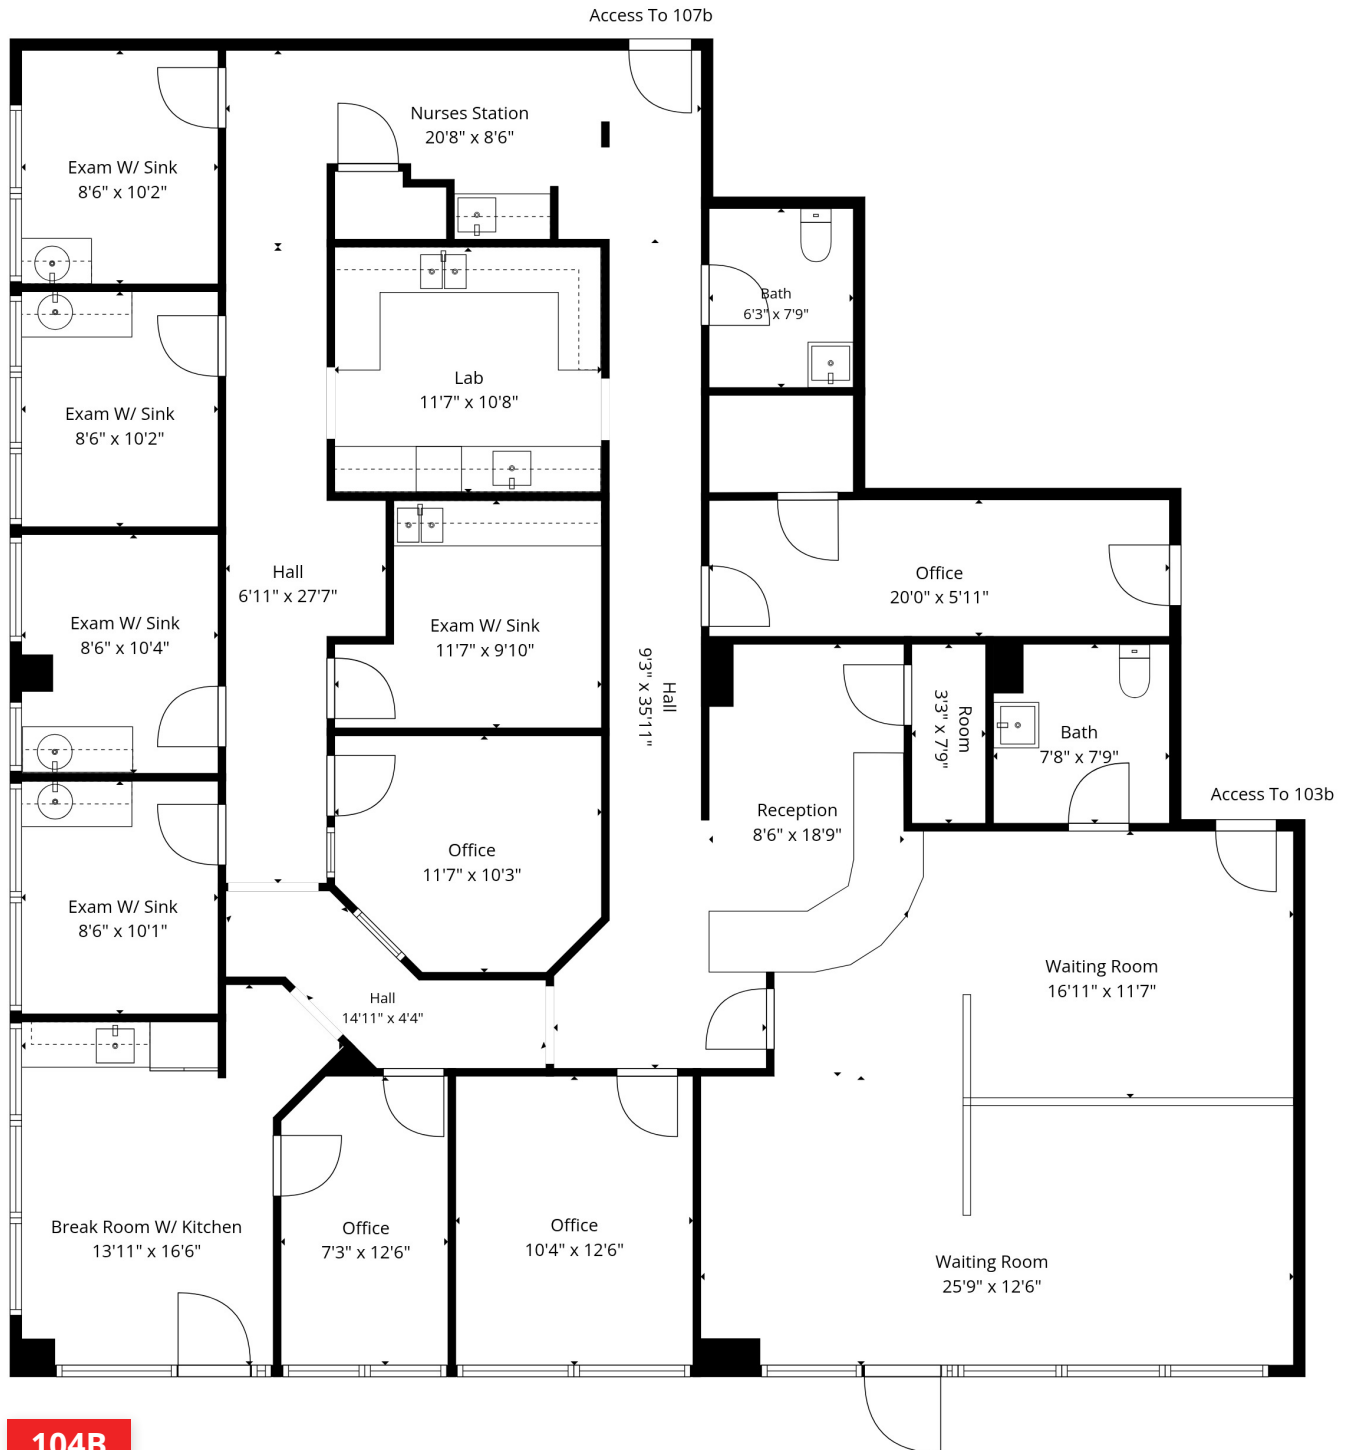 Access To 107b
Nurses Station
20'8" x 8'6"
Exam W/ Sink
8'6" x 10'2"
Bath
6'3" x 7'9"
Lab
11'7" x 10'8"
Exam W/ Sink
8'6" x 10'2"
Hall
6'11" x 27'7"
Office
20'0" x 5'11"
Exam W/ Sink
8'6" x 10'4"
Exam W/ Sink
11'7" x 9'10"
Hall
9'3" x 35'11"
Room
3'3" x 7'9"
Bath
7'8" x 7'9"
Access To 103b
Reception
8'6" x 18'9"
Office
11'7" x 10'3"
Exam W/ Sink
8'6" x 10'1"
Waiting Room
16'11" x 11'7"
Hall
14'11" x 4'4"
Break Room W/ Kitchen
13'11" x 16'6"
Office
7'3" x 12'6"
Office
10'4" x 12'6"
Waiting Room
25'9" x 12'6"
104B